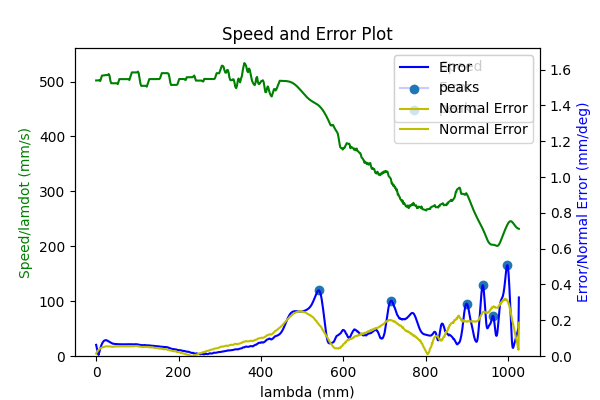 Speed and Error Plot
Error
peaks
Normal Error
Normal Error
500
400
300
200
100
0
1.6
1.4
1.2
1.0
0.8
0.6
0.4
0.2
0.0
0 200 400 600 800 1000
lambda (mm)
Speed/lamdot (mm/s)
Error/Normal Error (mm/deg)